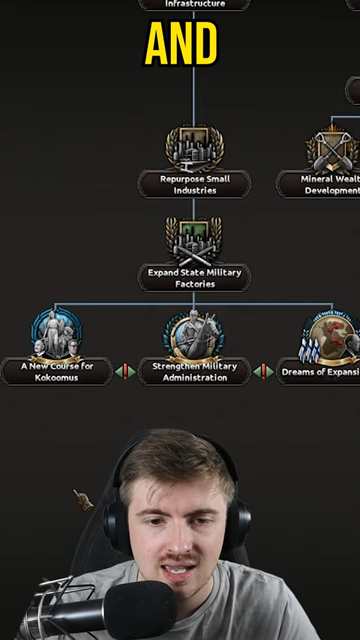 Infrastructure
AND
Repurpose Small
Industries
Mineral Wealt
Development
Expand State Military
Factories
A New Course for
Kokoomus
Strengthen Military
Administration
Dreams of Expansi